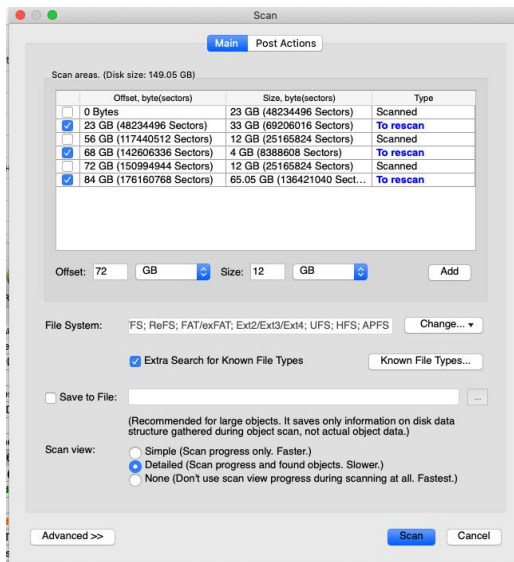 Scan
Main Post Actions
Scan areas. (Disk size: 149.05 GB)
Offset, byte(sectors) Size, byte(sectors) Type
0 Bytes 23 GB (48234496 Sectors) Scanned
23 GB (48234496 Sectors) 33 GB (69206016 Sectors) To rescan
56 GB (117440512 Sectors) 12 GB (25165824 Sectors) Scanned
68 GB (142606336 Sectors) 4 GB (8388608 Sectors) To rescan
72 GB (150994944 Sectors) 12 GB (25165824 Sectors) Scanned
84 GB (176160768 Sectors) 65.05 GB (136421040 Sect... To rescan
Offset: 72 GB Size: 12 GB Add
File System: TFS; ReFS; FAT/exFAT; Ext2/Ext3/Ext4; UFS; HFS; APFS Change...
Extra Search for Known File Types Known File Types...
Save to File: ...
(Recommended for large objects. It saves only information on disk data
structure gathered during object scan, not actual object data.)
Scan view: Simple (Scan progress only. Faster.)
Detailed (Scan progress and found objects. Slower.)
None (Don't use scan view progress during scanning at all. Fastest.)
Advanced >> Scan Cancel